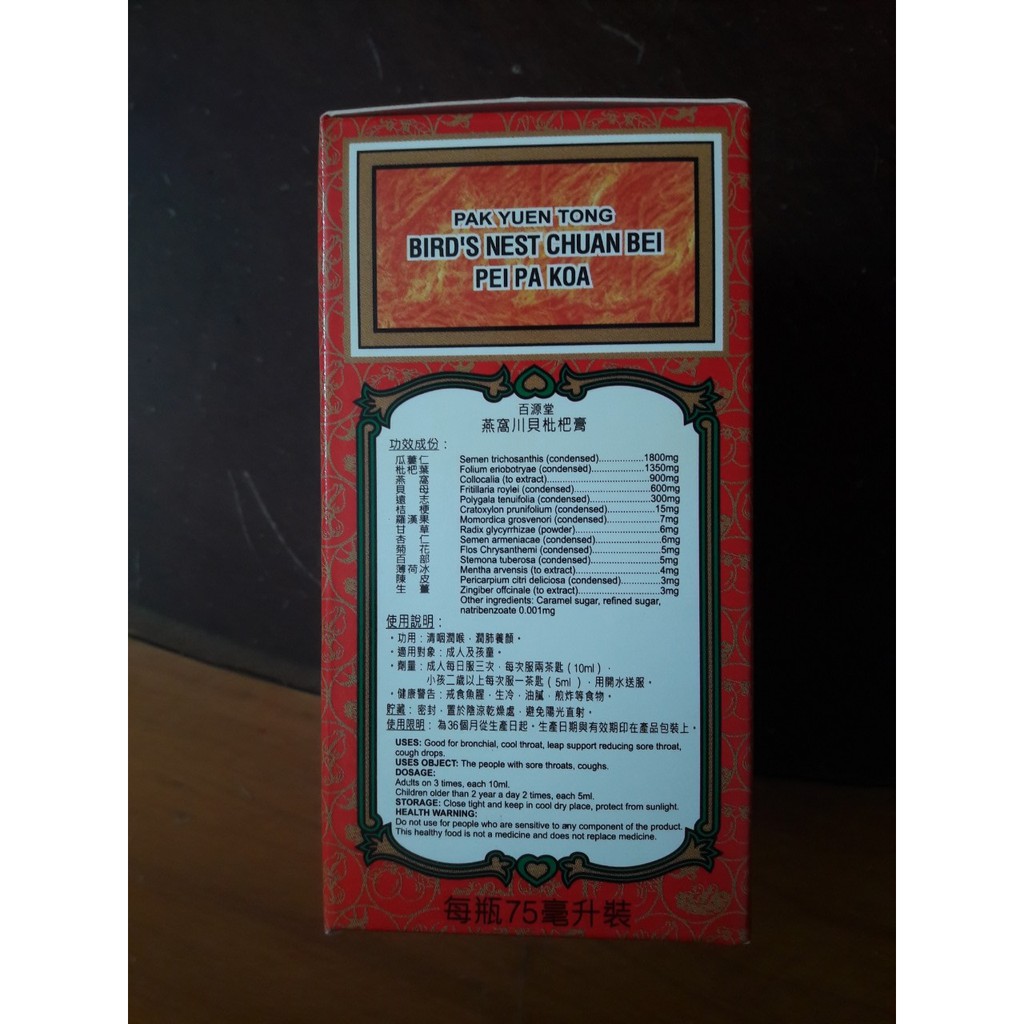 PAK YUEN TONG
BIRD'S NEST CHUAN BEI
PEI PA KOA
百源堂
燕窩川貝枇杷膏
功效成份：
瓜蔞仁 Semen trichosanthis (condensed)..................1800mg
枇杷葉 Folium eriobotryae (condensed)......................1350mg
燕窩 Collocalia (to extract)...................................900mg
貝母 Fritillaria roylei (condensed)..........................600mg
遠志 Polygala tenuifolia (condensed)....................300mg
桔梗 Cratoxylon prunifolium (condensed)................15mg
羅漢果 Momordica grosvenori (condensed)..................7mg
甘草 Radix glycyrrhizae (powder)............................6mg
杏仁 Semen armeniacae (condensed)......................6mg
菊花 Flos Chrysanthemi (condensed)......................5mg
百部 Stemona tuberosa (condensed).......................5mg
薄荷冰 Mentha arvensis (to extract)...........................4mg
陳皮 Pericarpium citri deliciosa (condensed).............3mg
生薑 Zingiber offcinale (to extract)...........................3mg
Other ingredients: Caramel sugar, refined sugar,
natribenzoate 0.001mg
使用說明：
・功用：清咽潤喉，潤肺養顏。
・適用對象：成人及孩童。
・劑量：成人每日服三次，每次服兩茶匙（10ml），
小孩二歲以上每次服一茶匙（5ml），用開水送服。
・健康警告：戒食魚腥，生冷，油膩，煎炸等食物。
貯藏：密封，置於陰涼乾燥處，避免陽光直射。
使用限明：為36個月從生產日起。生產日期與有效期印在產品包裝上。
USES: Good for bronchial, cool throat, leap support reducing sore throat,
cough drops.
USES OBJECT: The people with sore throats, coughs.
DOSAGE:
Adults on 3 times, each 10ml.
Children older than 2 year a day 2 times, each 5ml.
STORAGE: Close tight and keep in cool dry place, protect from sunlight.
HEALTH WARNING:
Do not use for people who are sensitive to any component of the product.
This healthy food is not a medicine and does not replace medicine.
每瓶75毫升裝